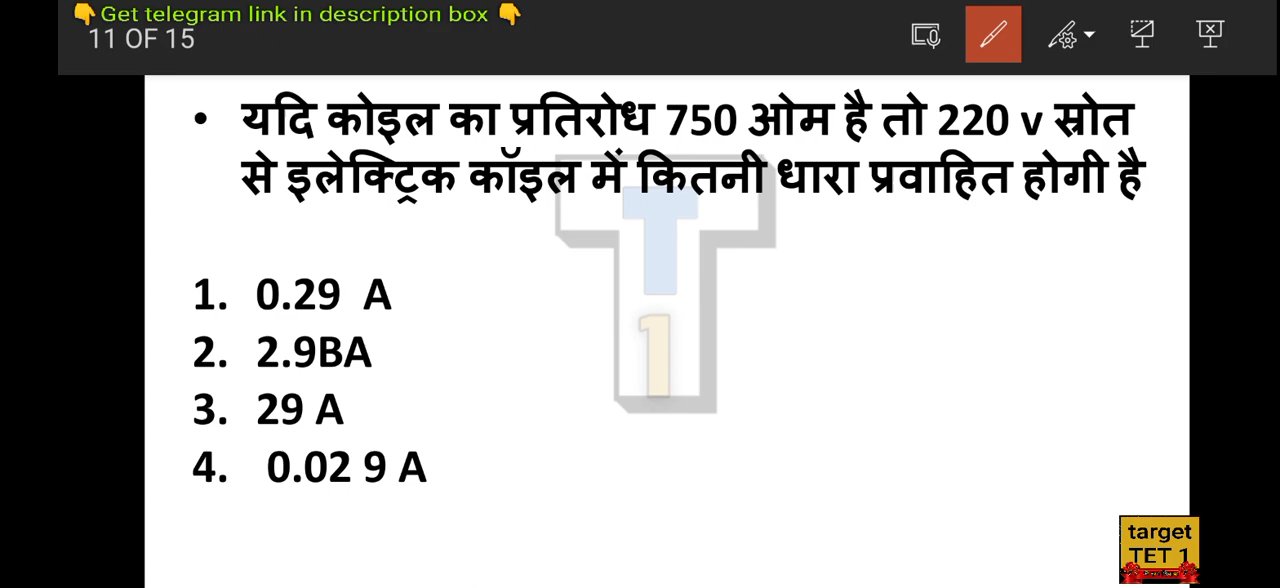 👇Get telegram link in description box 👇
11 OF 15
• यदि कोइल का प्रतिरोध 750 ओम है तो 220 v स्रोत
से इलेक्ट्रिक कॉइल में कितनी धारा प्रवाहित होगी है
1. 0.29 A
2. 2.9BA
3. 29 A
4. 0.02 9 A
T
1
target
TET 1